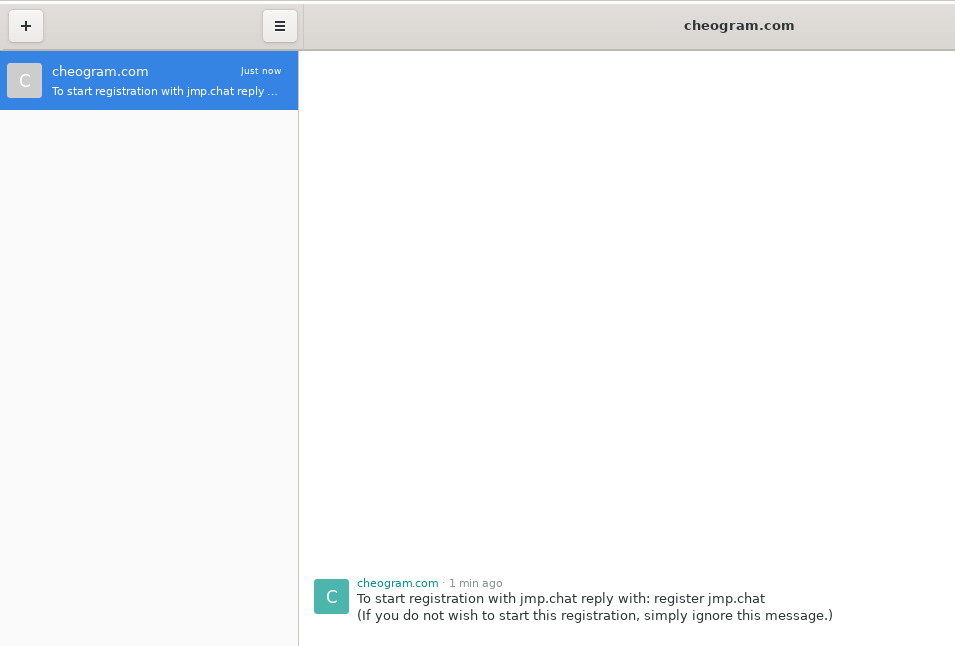 cheogram.com
C
cheogram.com
Just now
To start registration with jmp.chat reply ...
C
cheogram.com · 1 min ago
To start registration with jmp.chat reply with: register jmp.chat
(If you do not wish to start this registration, simply ignore this message.)